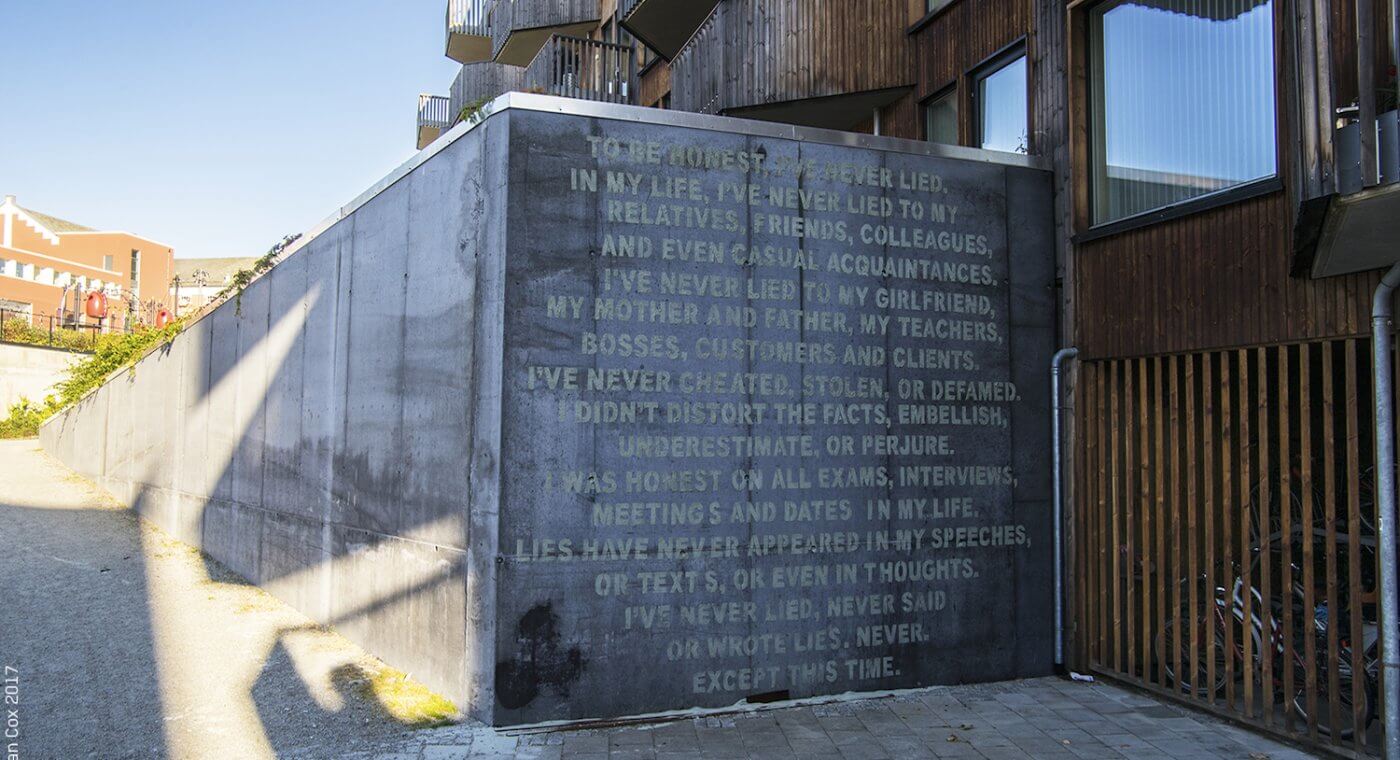 TO BE HONEST, I'VE NEVER LIED.
IN MY LIFE, I'VE NEVER LIED TO MY
RELATIVES, FRIENDS, COLLEAGUES,
AND EVEN CASUAL ACQUAINTANCES.
I'VE NEVER LIED TO MY GIRLFRIEND,
MY MOTHER AND FATHER, MY TEACHERS,
BOSSES, CUSTOMERS AND CLIENTS.
I'VE NEVER CHEATED, STOLEN, OR DEFAMED.
I DIDN'T DISTORT THE FACTS, EMBELLISH,
UNDERESTIMATE, OR PERJURE.
I WAS HONEST ON ALL EXAMS, INTERVIEWS,
MEETINGS AND DATES IN MY LIFE.
LIES HAVE NEVER APPEARED IN MY SPEECHES,
OR TEXTS, OR EVEN IN THOUGHTS.
I'VE NEVER LIED, NEVER SAID
OR WROTE LIES. NEVER.
EXCEPT THIS TIME.
Cox 2017